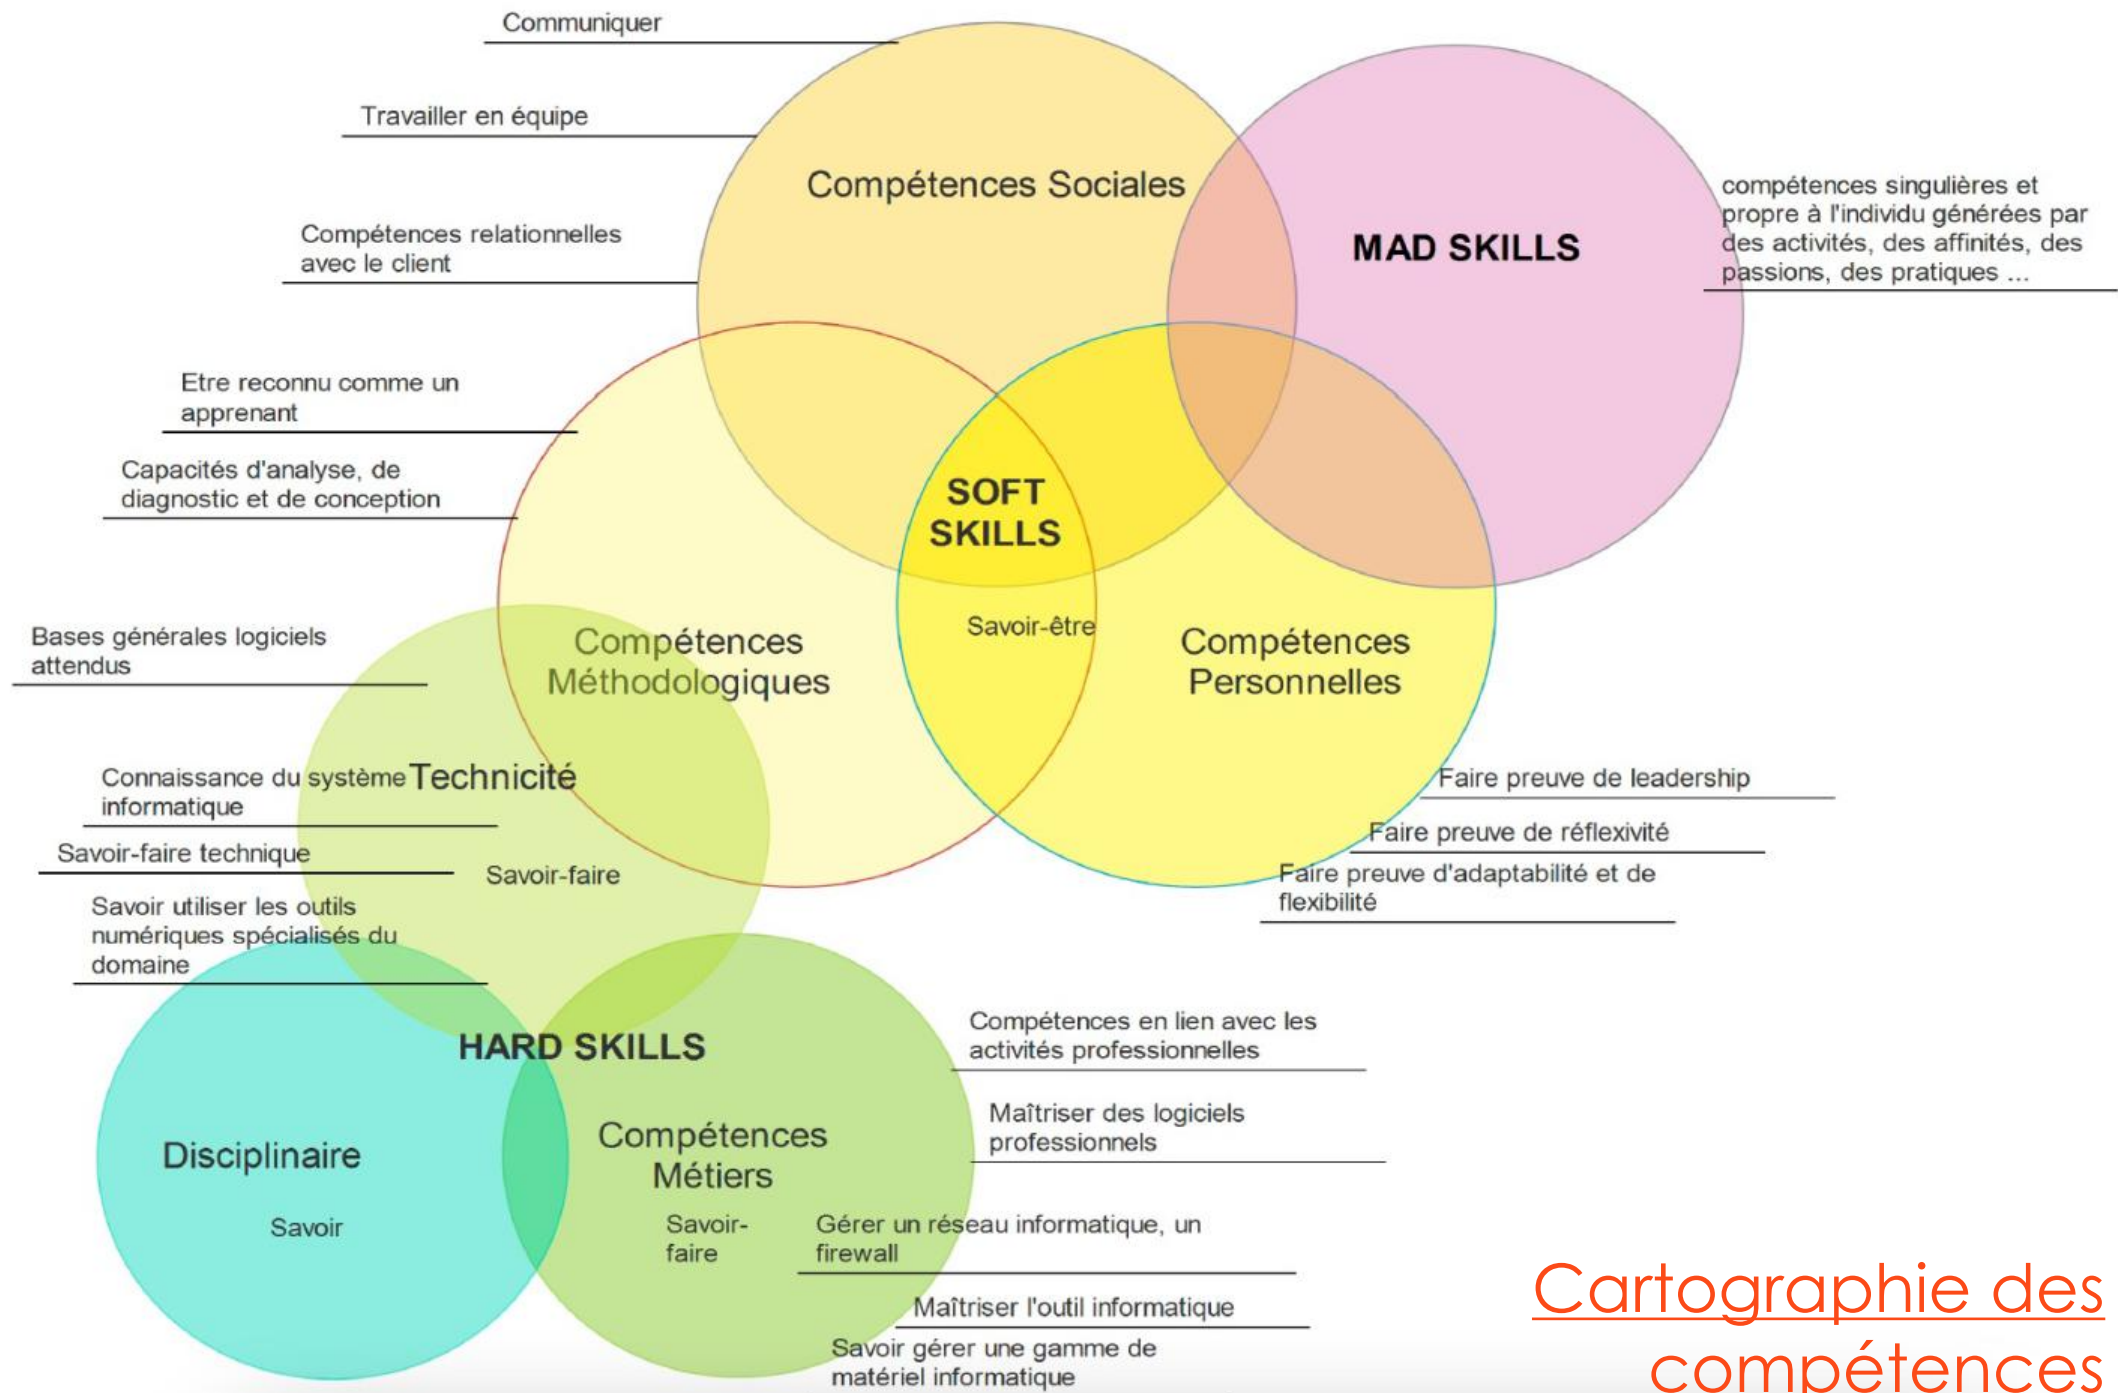 Communiquer
Travailler en équipe
Compétences Sociales
compétences singulières et
propre à l'individu générées par
des activités, des affinités, des
passions, des pratiques ...
MAD SKILLS
Compétences relationnelles
avec le client
Etre reconnu comme un
apprenant
Capacités d'analyse, de
diagnostic et de conception
SOFT
SKILLS
Savoir-être
Bases générales logiciels
attendus
Compétences
Méthodologiques
Compétences
Personnelles
Connaissance du système
informatique
Technicité
Faire preuve de leadership
Faire preuve de réflexivité
Savoir-faire technique
Savoir-faire
Faire preuve d'adaptabilité et de
flexibilité
Savoir utiliser les outils
numériques spécialisés du
domaine
HARD SKILLS
Compétences en lien avec les
activités professionnelles
Maîtriser des logiciels
professionnels
Disciplinaire
Compétences
Métiers
Savoir
Savoir-
faire
Gérer un réseau informatique, un
firewall
Maîtriser l'outil informatique
Savoir gérer une gamme de
matériel informatique
Cartographie des
compétences